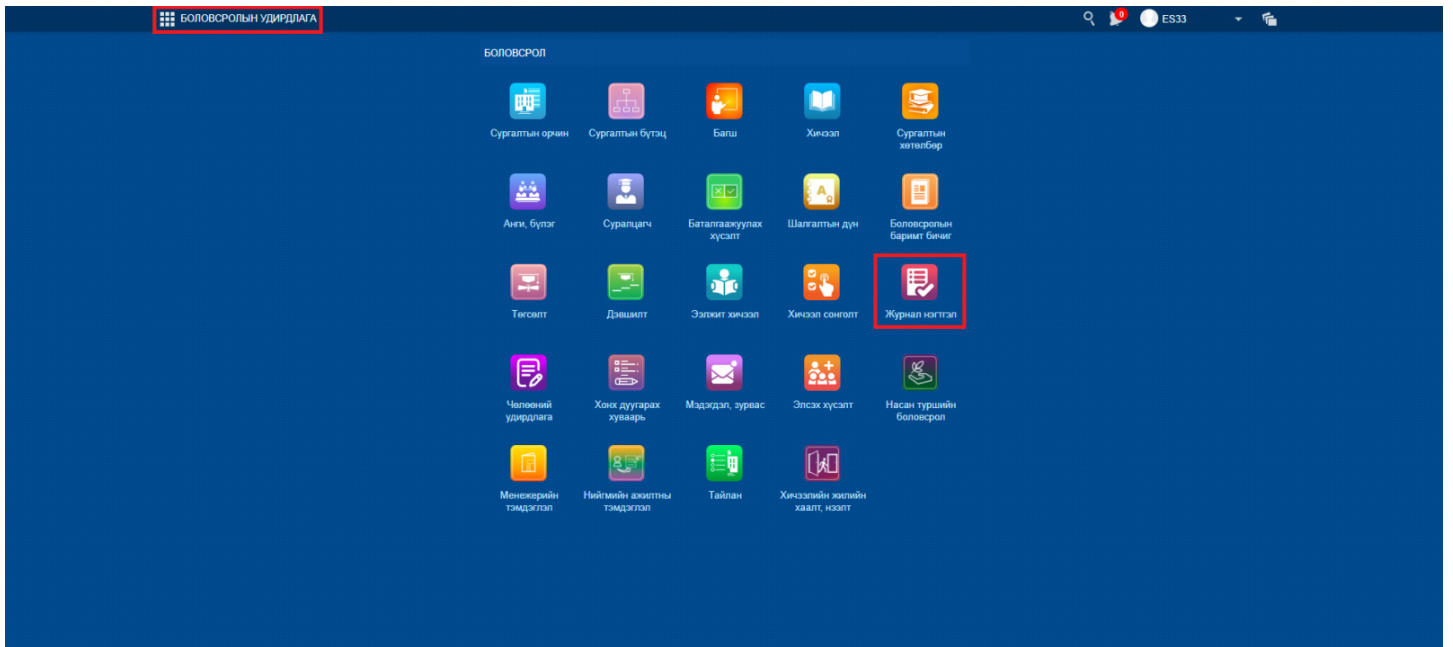 БОЛОВСРОЛЫН УДИРДЛАГА
0
ES33
БОЛОВСРОЛ
Сургалтын орчин
Сургалтын бүтэц
Багш
Хичээл
Сургалтын
хөтөлбөр
Анги, бүлэг
Суралцагч
Баталгаажуулах
хүсэлт
Шалгалтын дүн
Боловсролын
баримт бичиг
Төгсөлт
Дэвшилт
Ээлжит хичээл
Хичээл сонголт
Журнал нэгтгэл
Чөлөөний
удирдлага
Хонх дуугарах
хуваарь
Мэдэгдэл, зурвас
Элсэх хүсэлт
Насан туршийн
боловсрол
Менежерийн
тэмдэглэл
Нийгмийн ажилтны
тэмдэглэл
Тайлан
Хичээлийн жилийн
хаалт, нээлт